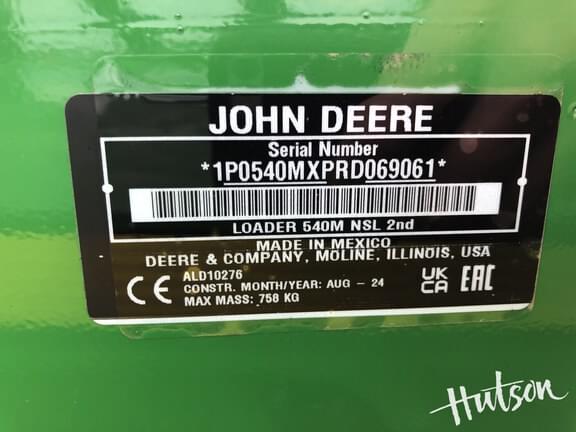 JOHN DEERE
Serial Number
*1P0540MXPRD069061*
LOADER 540M NSL 2nd
MADE IN MEXICO
DEERE & COMPANY, MOLINE, ILLINOIS, USA
CE
ALD10276
CONSTR. MONTH/YEAR: AUG - 24
MAX MASS: 758 KG
UK
CA
EAC
Hutson